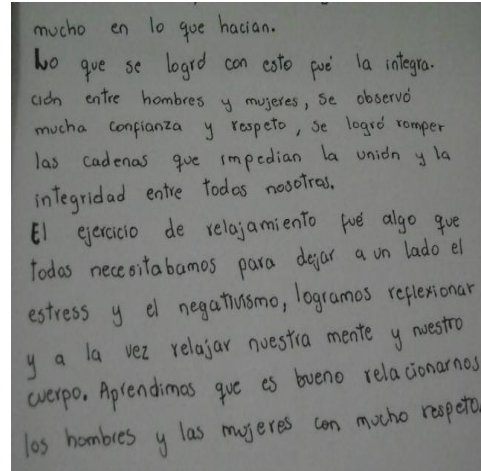 mucho en lo que hacian.
Lo que se logró con esto fué la integra-
ción entre hombres y mujeres, se observó
mucha confianza y respeto, se logró romper
las cadenas que impedian la unión y la
integridad entre todos nosotros.
El ejercicio de relajamiento fué algo que
todos necesitabamos para dejar a un lado el
estress y el negativismo, logramos reflexionar
y a la vez relajar nuestra mente y nuestro
cuerpo. Aprendimos que es bueno relacionarnos
los hombres y las mujeres con mucho respeto.